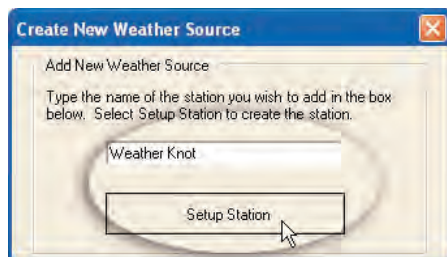 Create New Weather Source
Add New Weather Source
Type the name of the station you wish to add in the box
below. Select Setup Station to create the station.
Weather Knot
Setup Station